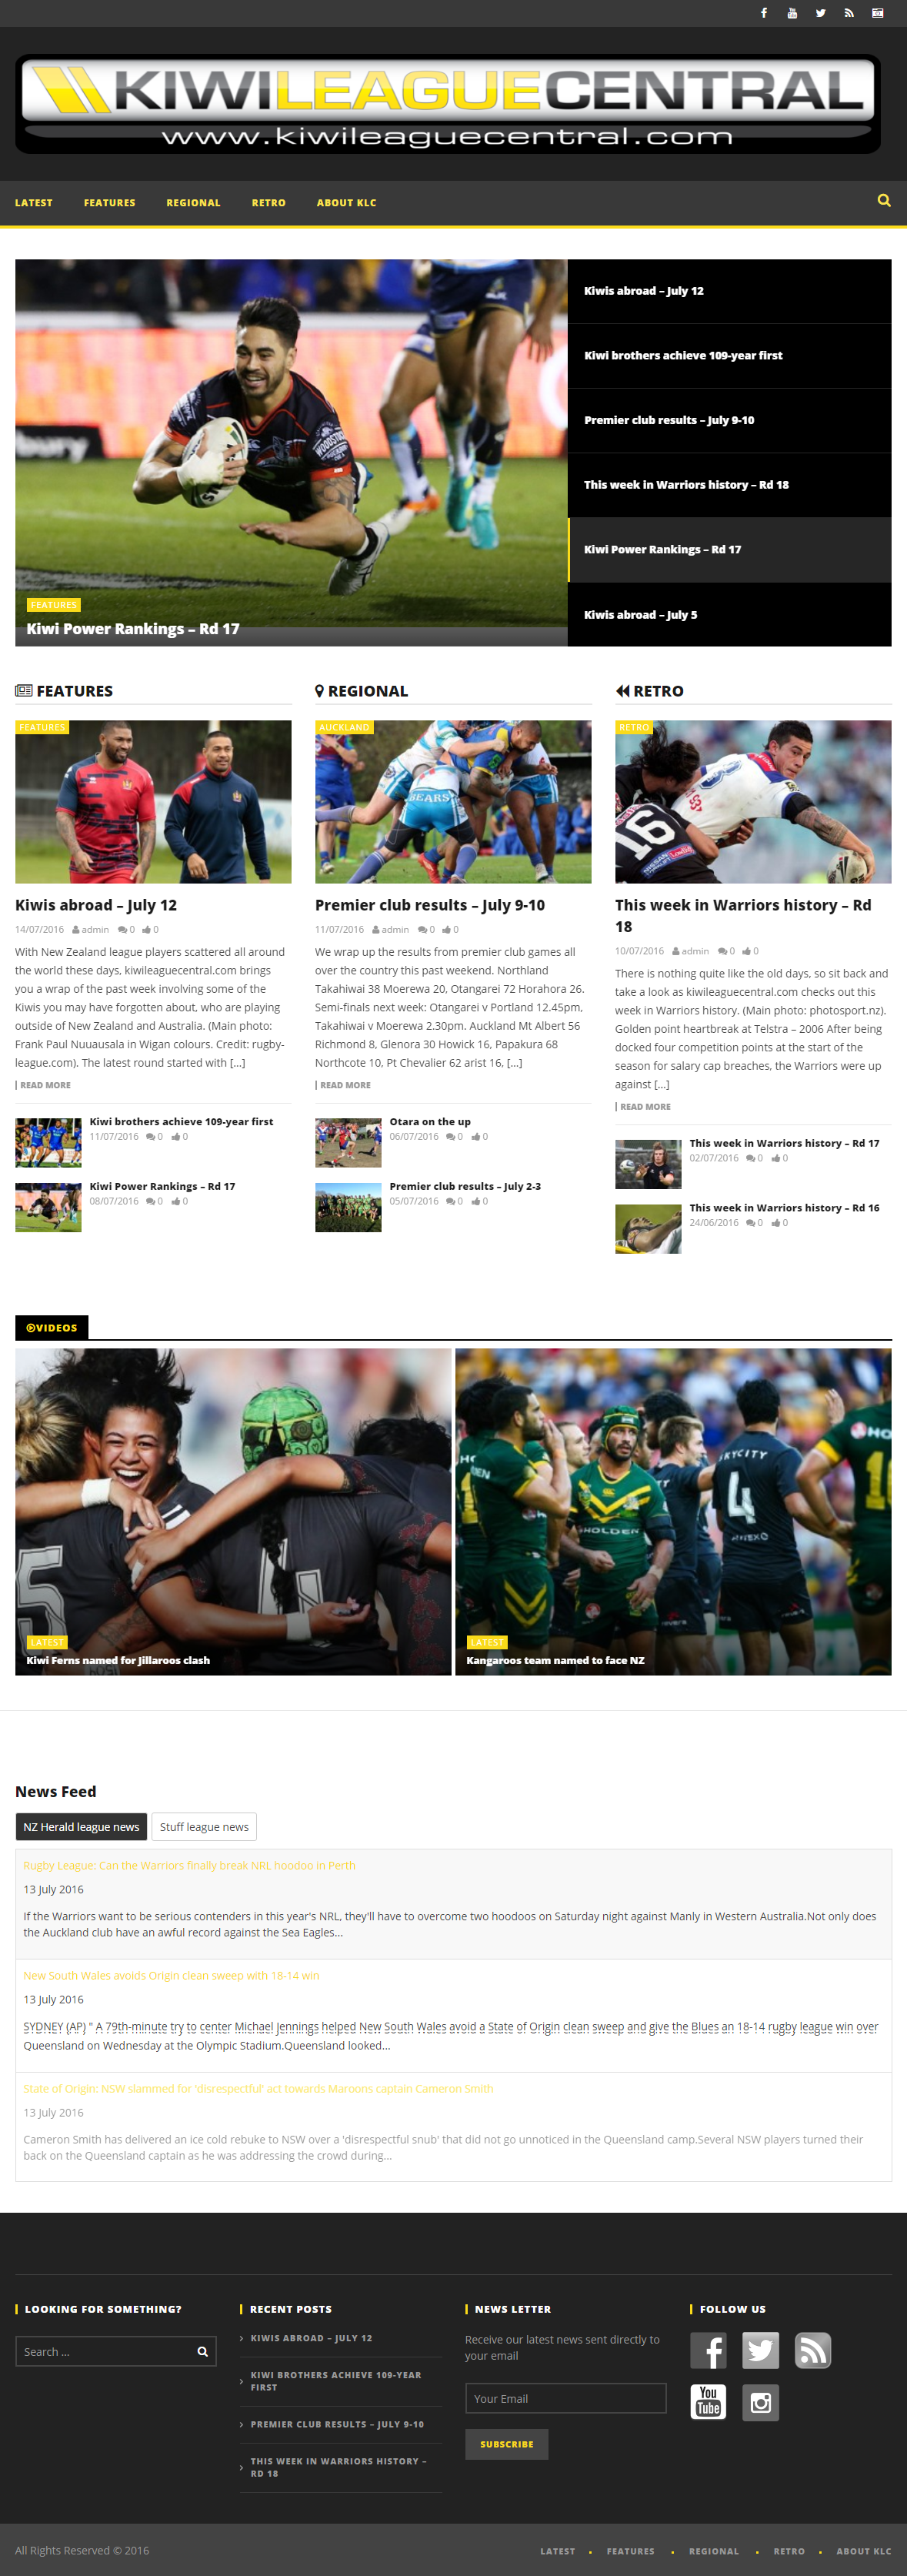 KIWILEAGUECENTRAL
www.kiwileaguecentral.com
LATEST FEATURES REGIONAL RETRO ABOUT KLC
Kiwis abroad – July 12
Kiwi brothers achieve 109-year first
Premier club results – July 9-10
This week in Warriors history – Rd 18
Kiwi Power Rankings – Rd 17
Kiwis abroad – July 5
WOODSTOCK
FEATURES
Kiwi Power Rankings – Rd 17
FEATURES
FEATURES
Kiwis abroad – July 12
14/07/2016 admin 0 0
With New Zealand league players scattered all around
the world these days, kiwileaguecentral.com brings
you a wrap of the past week involving some of the
Kiwis you may have forgotten about, who are playing
outside of New Zealand and Australia. (Main photo:
Frank Paul Nuuausala in Wigan colours. Credit: rugby-
league.com). The latest round started with [...]
READ MORE
Kiwi brothers achieve 109-year first
11/07/2016 0 0
Kiwi Power Rankings – Rd 17
08/07/2016 0 0
REGIONAL
AUCKLAND
BEARS
Premier club results – July 9-10
11/07/2016 admin 0 0
We wrap up the results from premier club games all
over the country this past weekend. Northland
Takahiwai 38 Moerewa 20, Otangarei 72 Horahora 26.
Semi-finals next week: Otangarei v Portland 12.45pm,
Takahiwai v Moerewa 2.30pm. Auckland Mt Albert 56
Richmond 8, Glenora 30 Howick 16, Papakura 68
Northcote 10, Pt Chevalier 62 arist 16, [...]
READ MORE
Otara on the up
06/07/2016 0 0
Premier club results – July 2-3
05/07/2016 0 0
RETRO
RETRO
16
This week in Warriors history – Rd
18
10/07/2016 admin 0 0
There is nothing quite like the old days, so sit back and
take a look as kiwileaguecentral.com checks out this
week in Warriors history. (Main photo: photosport.nz).
Golden point heartbreak at Telstra – 2006 After being
docked four competition points at the start of the
season for salary cap breaches, the Warriors were up
against [...]
READ MORE
This week in Warriors history – Rd 17
02/07/2016 0 0
This week in Warriors history – Rd 16
24/06/2016 0 0
VIDEOS
5
4
LATEST
Kiwi Ferns named for Jillaroos clash
HOLDEN
SKYCITY
4
LATEST
Kangaroos team named to face NZ
News Feed
NZ Herald league news Stuff league news
Rugby League: Can the Warriors finally break NRL hoodoo in Perth
13 July 2016
If the Warriors want to be serious contenders in this year's NRL, they'll have to overcome two hoodoos on Saturday night against Manly in Western Australia.Not only does
the Auckland club have an awful record against the Sea Eagles...
New South Wales avoids Origin clean sweep with 18-14 win
13 July 2016
SYDNEY (AP) " A 79th-minute try to center Michael Jennings helped New South Wales avoid a State of Origin clean sweep and give the Blues an 18-14 rugby league win over
Queensland on Wednesday at the Olympic Stadium.Queensland looked...
State of Origin: NSW slammed for 'disrespectful' act towards Maroons captain Cameron Smith
13 July 2016
Cameron Smith has delivered an ice cold rebuke to NSW over a 'disrespectful snub' that did not go unnoticed in the Queensland camp.Several NSW players turned their
back on the Queensland captain as he was addressing the crowd during...
LOOKING FOR SOMETHING?
Search ...
RECENT POSTS
KIWIS ABROAD – JULY 12
KIWI BROTHERS ACHIEVE 109-YEAR
FIRST
PREMIER CLUB RESULTS – JULY 9-10
THIS WEEK IN WARRIORS HISTORY –
RD 18
NEWS LETTER
Receive our latest news sent directly to
your email
Your Email
SUBSCRIBE
FOLLOW US
You
Tube
All Rights Reserved © 2016
LATEST FEATURES REGIONAL RETRO ABOUT KLC